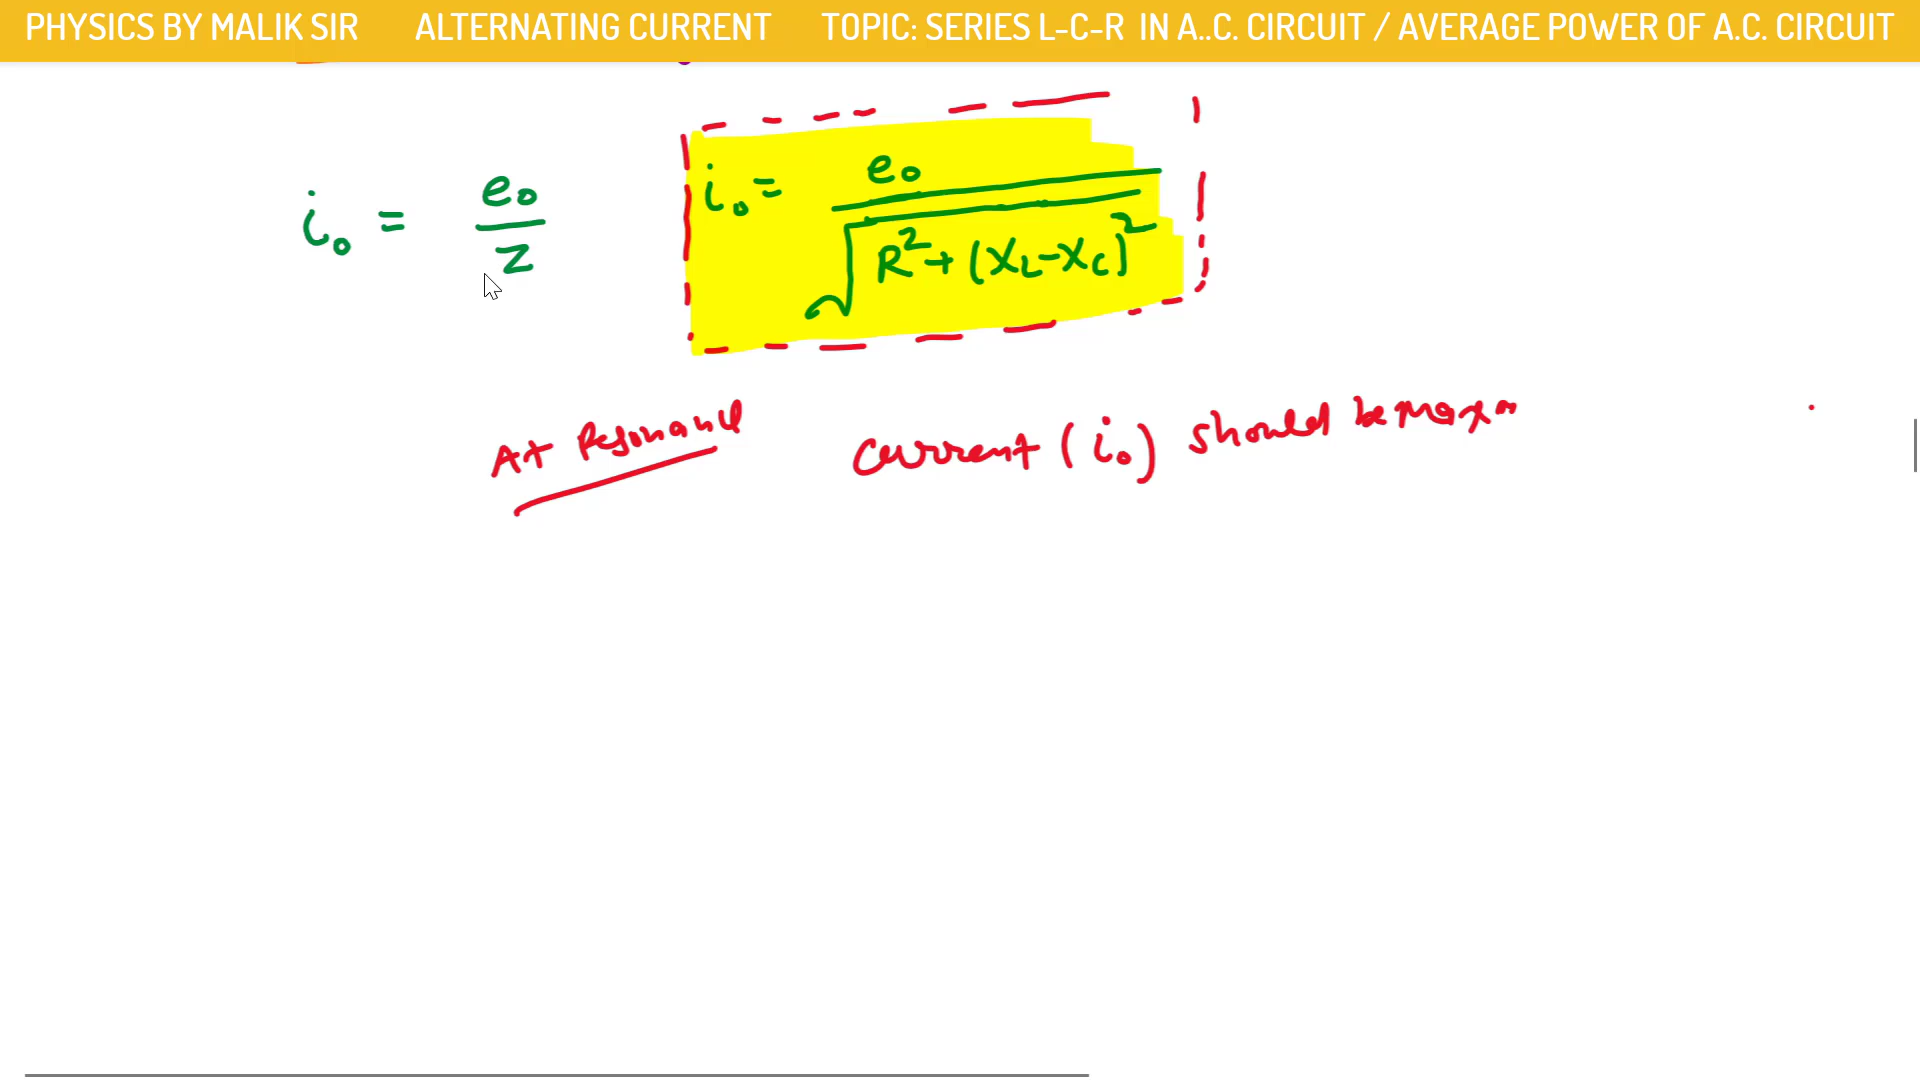 PHYSICS BY MALIK SIR ALTERNATING CURRENT TOPIC: SERIES L-C-R IN A..C. CIRCUIT / AVERAGE POWER OF A.C. CIRCUIT
i₀ = e₀/Z i₀ = e₀/√(R² + (X_L - X_C)²)
At Resonance current (i₀) should be maxm